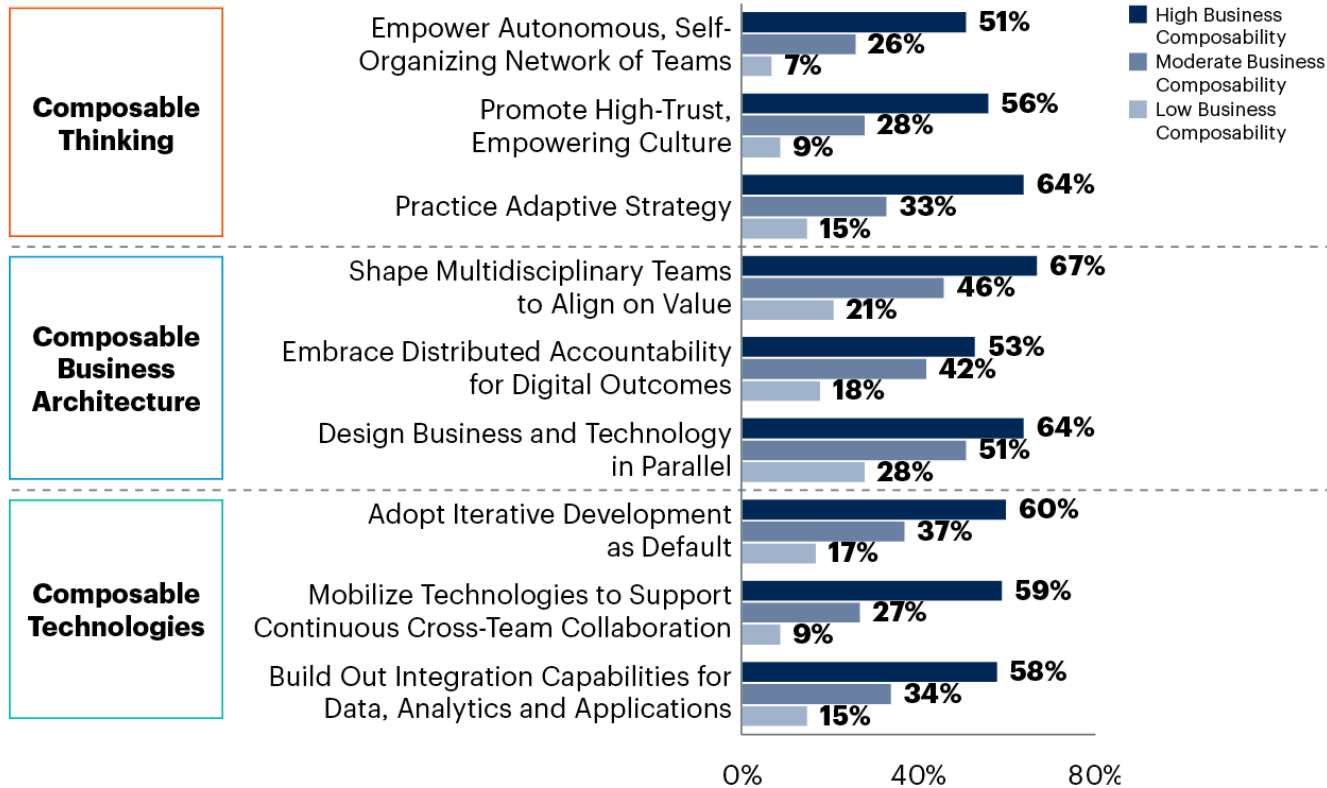 Composable
Thinking
Empower Autonomous, Self-
Organizing Network of Teams
51%
26%
7%
Promote High-Trust,
Empowering Culture
56%
28%
9%
Practice Adaptive Strategy
64%
33%
15%
High Business
Composability
Moderate Business
Composability
Low Business
Composability
Composable
Business
Architecture
Shape Multidisciplinary Teams
to Align on Value
67%
46%
21%
Embrace Distributed Accountability
for Digital Outcomes
53%
42%
18%
Design Business and Technology
in Parallel
64%
51%
28%
Composable
Technologies
Adopt Iterative Development
as Default
60%
37%
17%
Mobilize Technologies to Support
Continuous Cross-Team Collaboration
59%
27%
9%
Build Out Integration Capabilities for
Data, Analytics and Applications
58%
34%
15%
0%
40%
80%